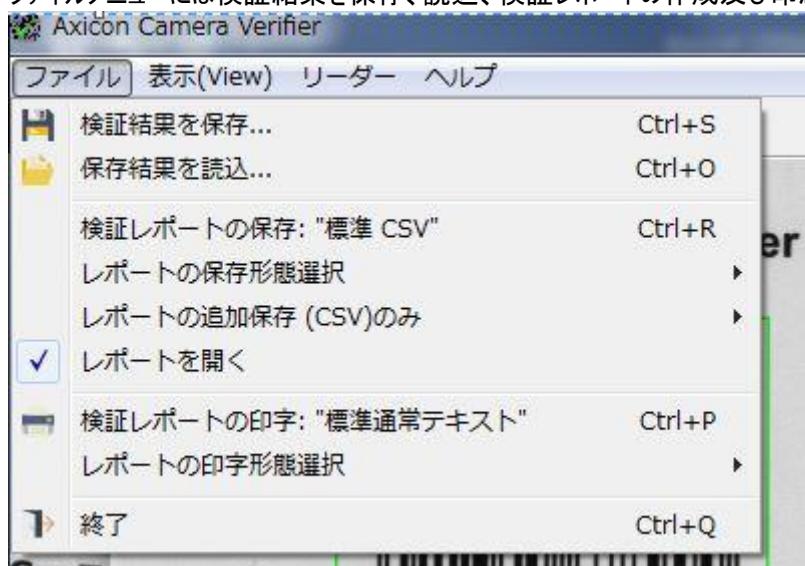 Axicon Camera Verifier
ファイル 表示(View) リーダー ヘルプ
検証結果を保存... Ctrl+S
保存結果を読込... Ctrl+O
検証レポートの保存: "標準 CSV" Ctrl+R
er
レポートの保存形態選択
レポートの追加保存 (CSV)のみ
レポートを開く
検証レポートの印字: "標準通常テキスト" Ctrl+P
レポートの印字形態選択
終了 Ctrl+Q